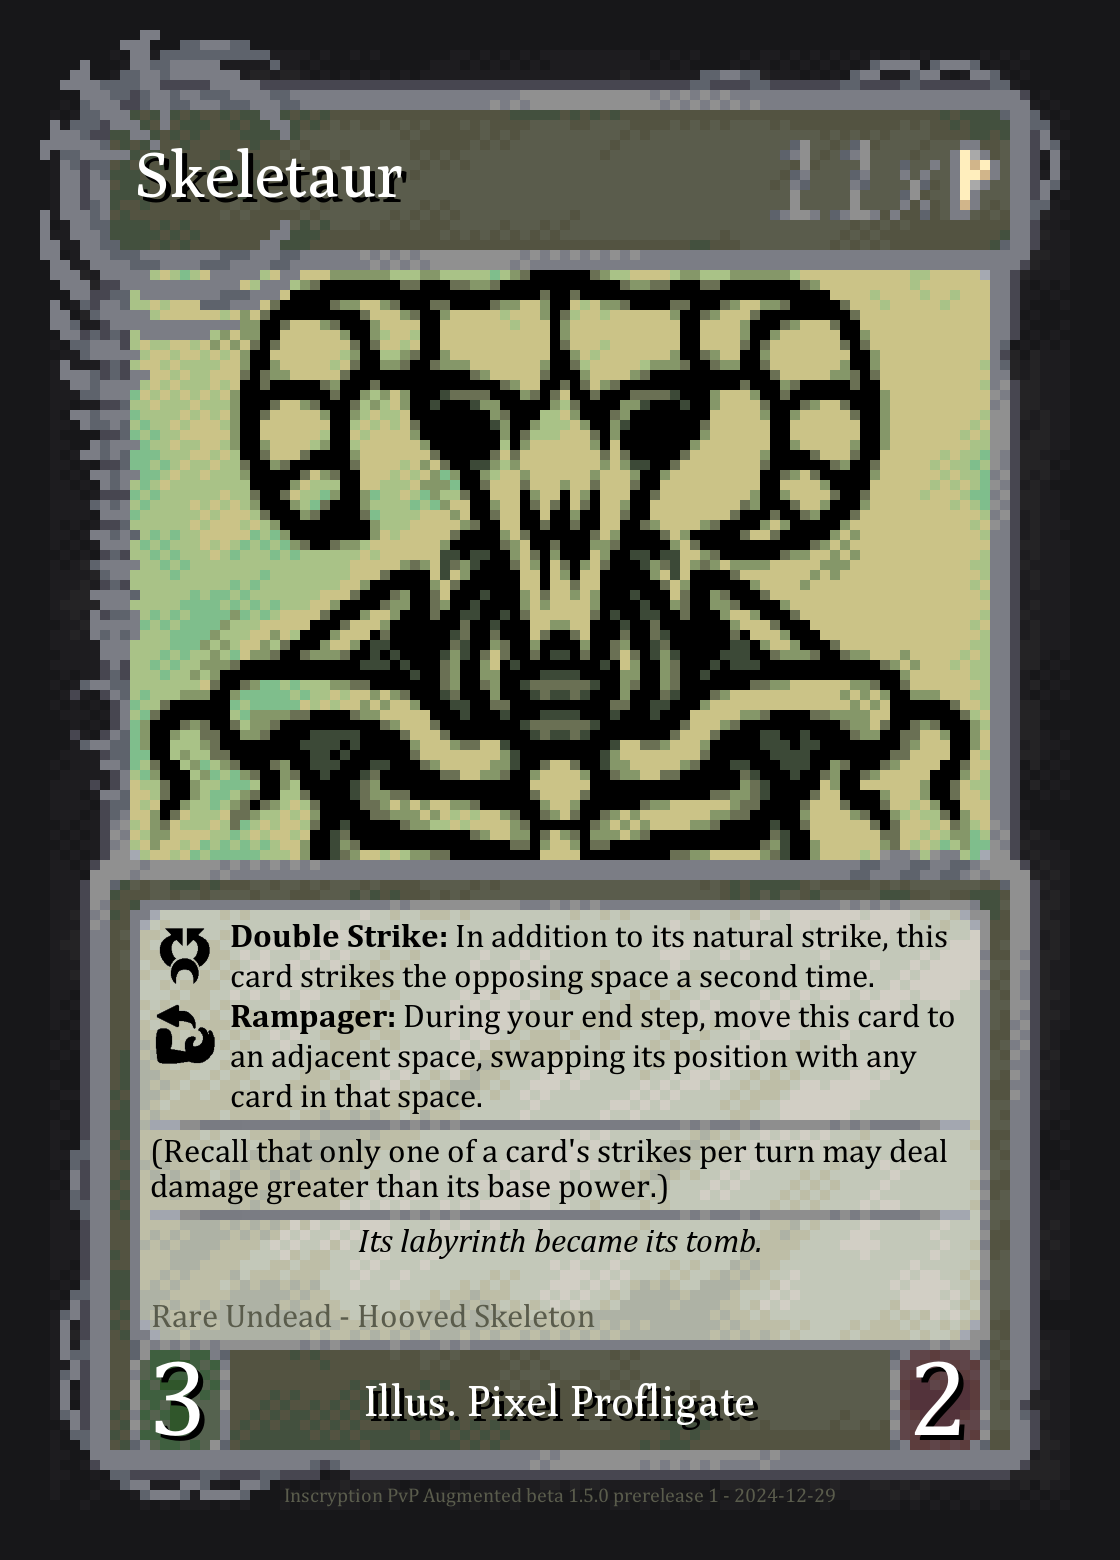 Skeletaur
11x
Double Strike: In addition to its natural strike, this
card strikes the opposing space a second time.
Rampager: During your end step, move this card to
an adjacent space, swapping its position with any
card in that space.
(Recall that only one of a card's strikes per turn may deal
damage greater than its base power.)
Its labyrinth became its tomb.
Rare Undead - Hooved Skeleton
3
Illus. Pixel Profligate
2
Inscryption PvP Augmented beta 1.5.0 prerelease 1 - 2024-12-29